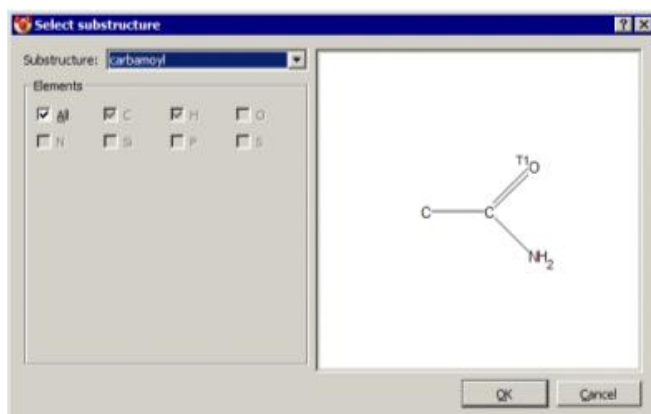 Select substructure
Substructure: carbamoyl
Elements
All C H O
N Si P S
T1 O
C C
NH2
OK Cancel